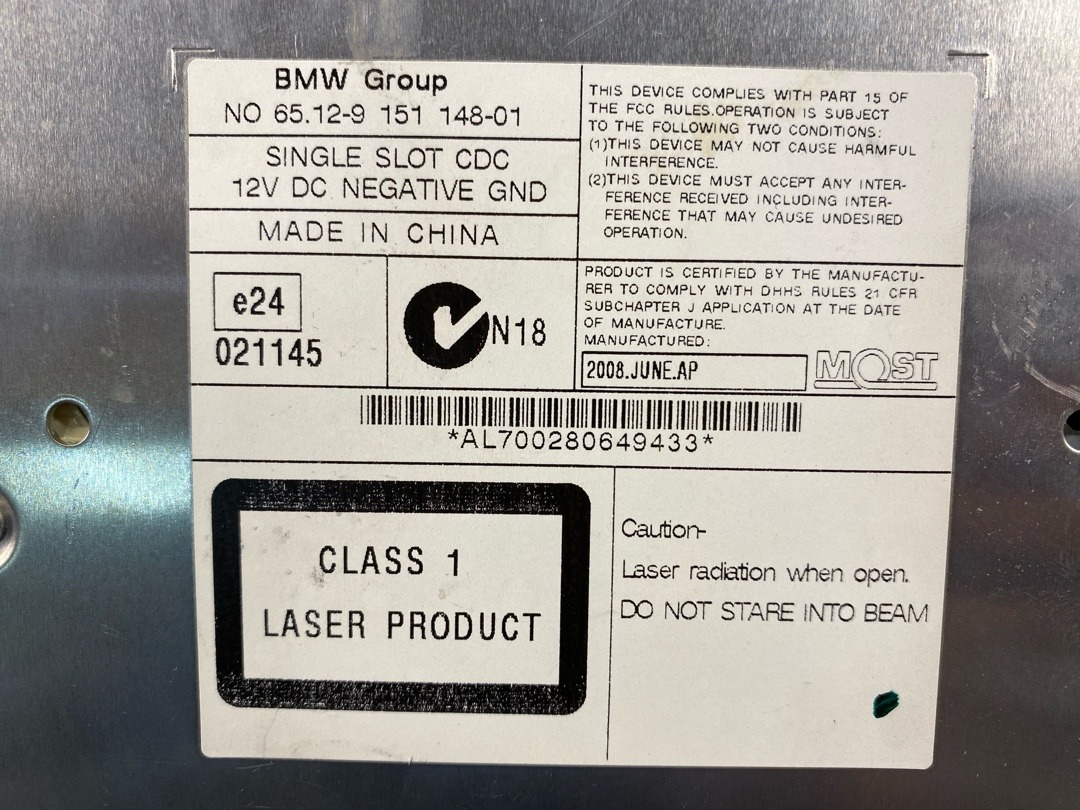 BMW Group
NO 65.12-9 151 148-01
SINGLE SLOT CDC
12V DC NEGATIVE GND
MADE IN CHINA
e24
021145
N18
THIS DEVICE COMPLIES WITH PART 15 OF
THE FCC RULES.OPERATION IS SUBJECT
TO THE FOLLOWING TWO CONDITIONS:
(1)THIS DEVICE MAY NOT CAUSE HARMFUL
INTERFERENCE.
(2)THIS DEVICE MUST ACCEPT ANY INTER-
FERENCE RECEIVED INCLUDING INTER-
FERENCE THAT MAY CAUSE UNDESIRED
OPERATION.
PRODUCT IS CERTIFIED BY THE MANUFACTU-
RER TO COMPLY WITH DHHS RULES 21 CFR
SUBCHAPTER J APPLICATION AT THE DATE
OF MANUFACTURE.
MANUFACTURED:
2008.JUNE.AP
MOST
*AL700280649433*
CLASS 1
LASER PRODUCT
Caution-
Laser radiation when open.
DO NOT STARE INTO BEAM